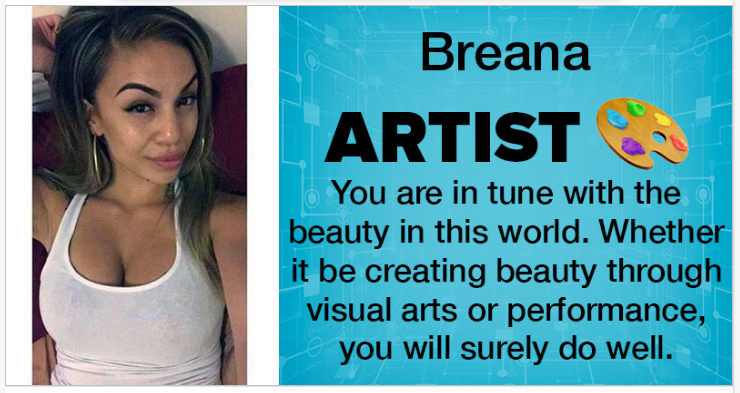 Breana
ARTIST
You are in tune with the
beauty in this world. Whether
it be creating beauty through
visual arts or performance,
you will surely do well.